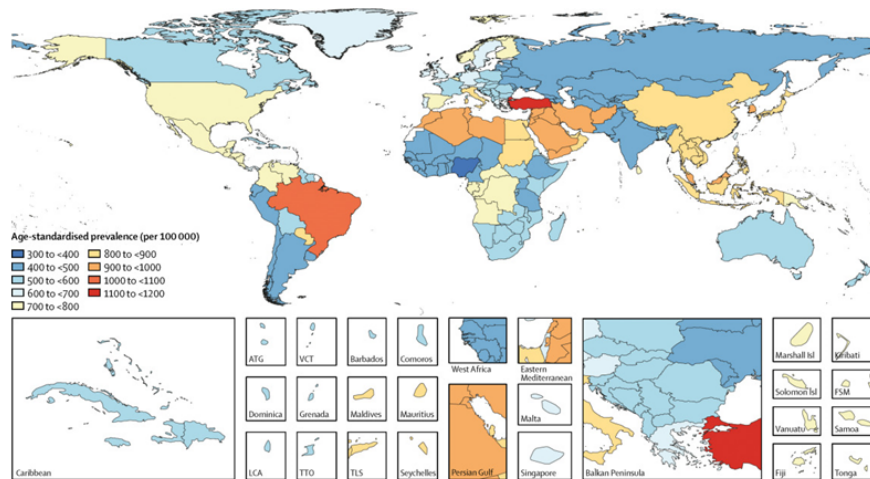 Age-standardised prevalence (per 100 000)
300 to <400
400 to <500
500 to <600
600 to <700
700 to <800
800 to <900
900 to <1000
1000 to <1100
1100 to <1200
Caribbean
ATG
VCT
Barbados
Comoros
Dominica
Grenada
Maldives
Mauritius
LCA
TTO
TLS
Seychelles
West Africa
Eastern
Mediterranean
Persian Gulf
Malta
Singapore
Balkan Peninsula
Marshall Isl
Kiribati
Solomon Isl
FSM
Vanuatu
Samoa
Fiji
Tonga